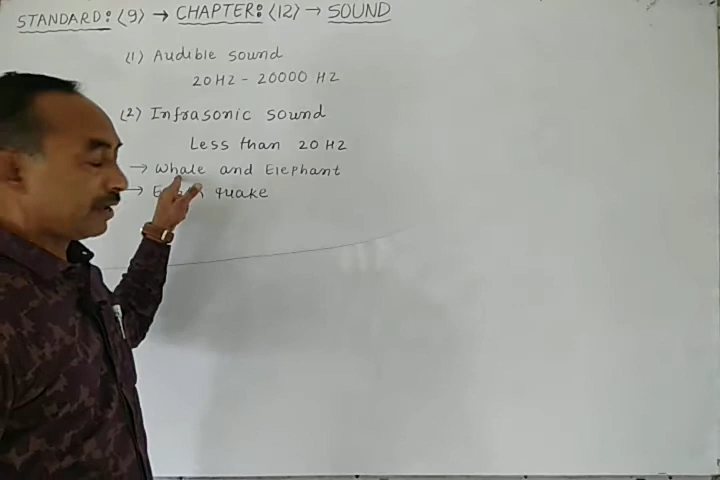 STANDARD: <9> → CHAPTER: <12> → SOUND
(1) Audible sound
20 HZ - 20000 HZ
(2) Infrasonic sound
Less than 20 HZ
→ Whale and Elephant
→ quake